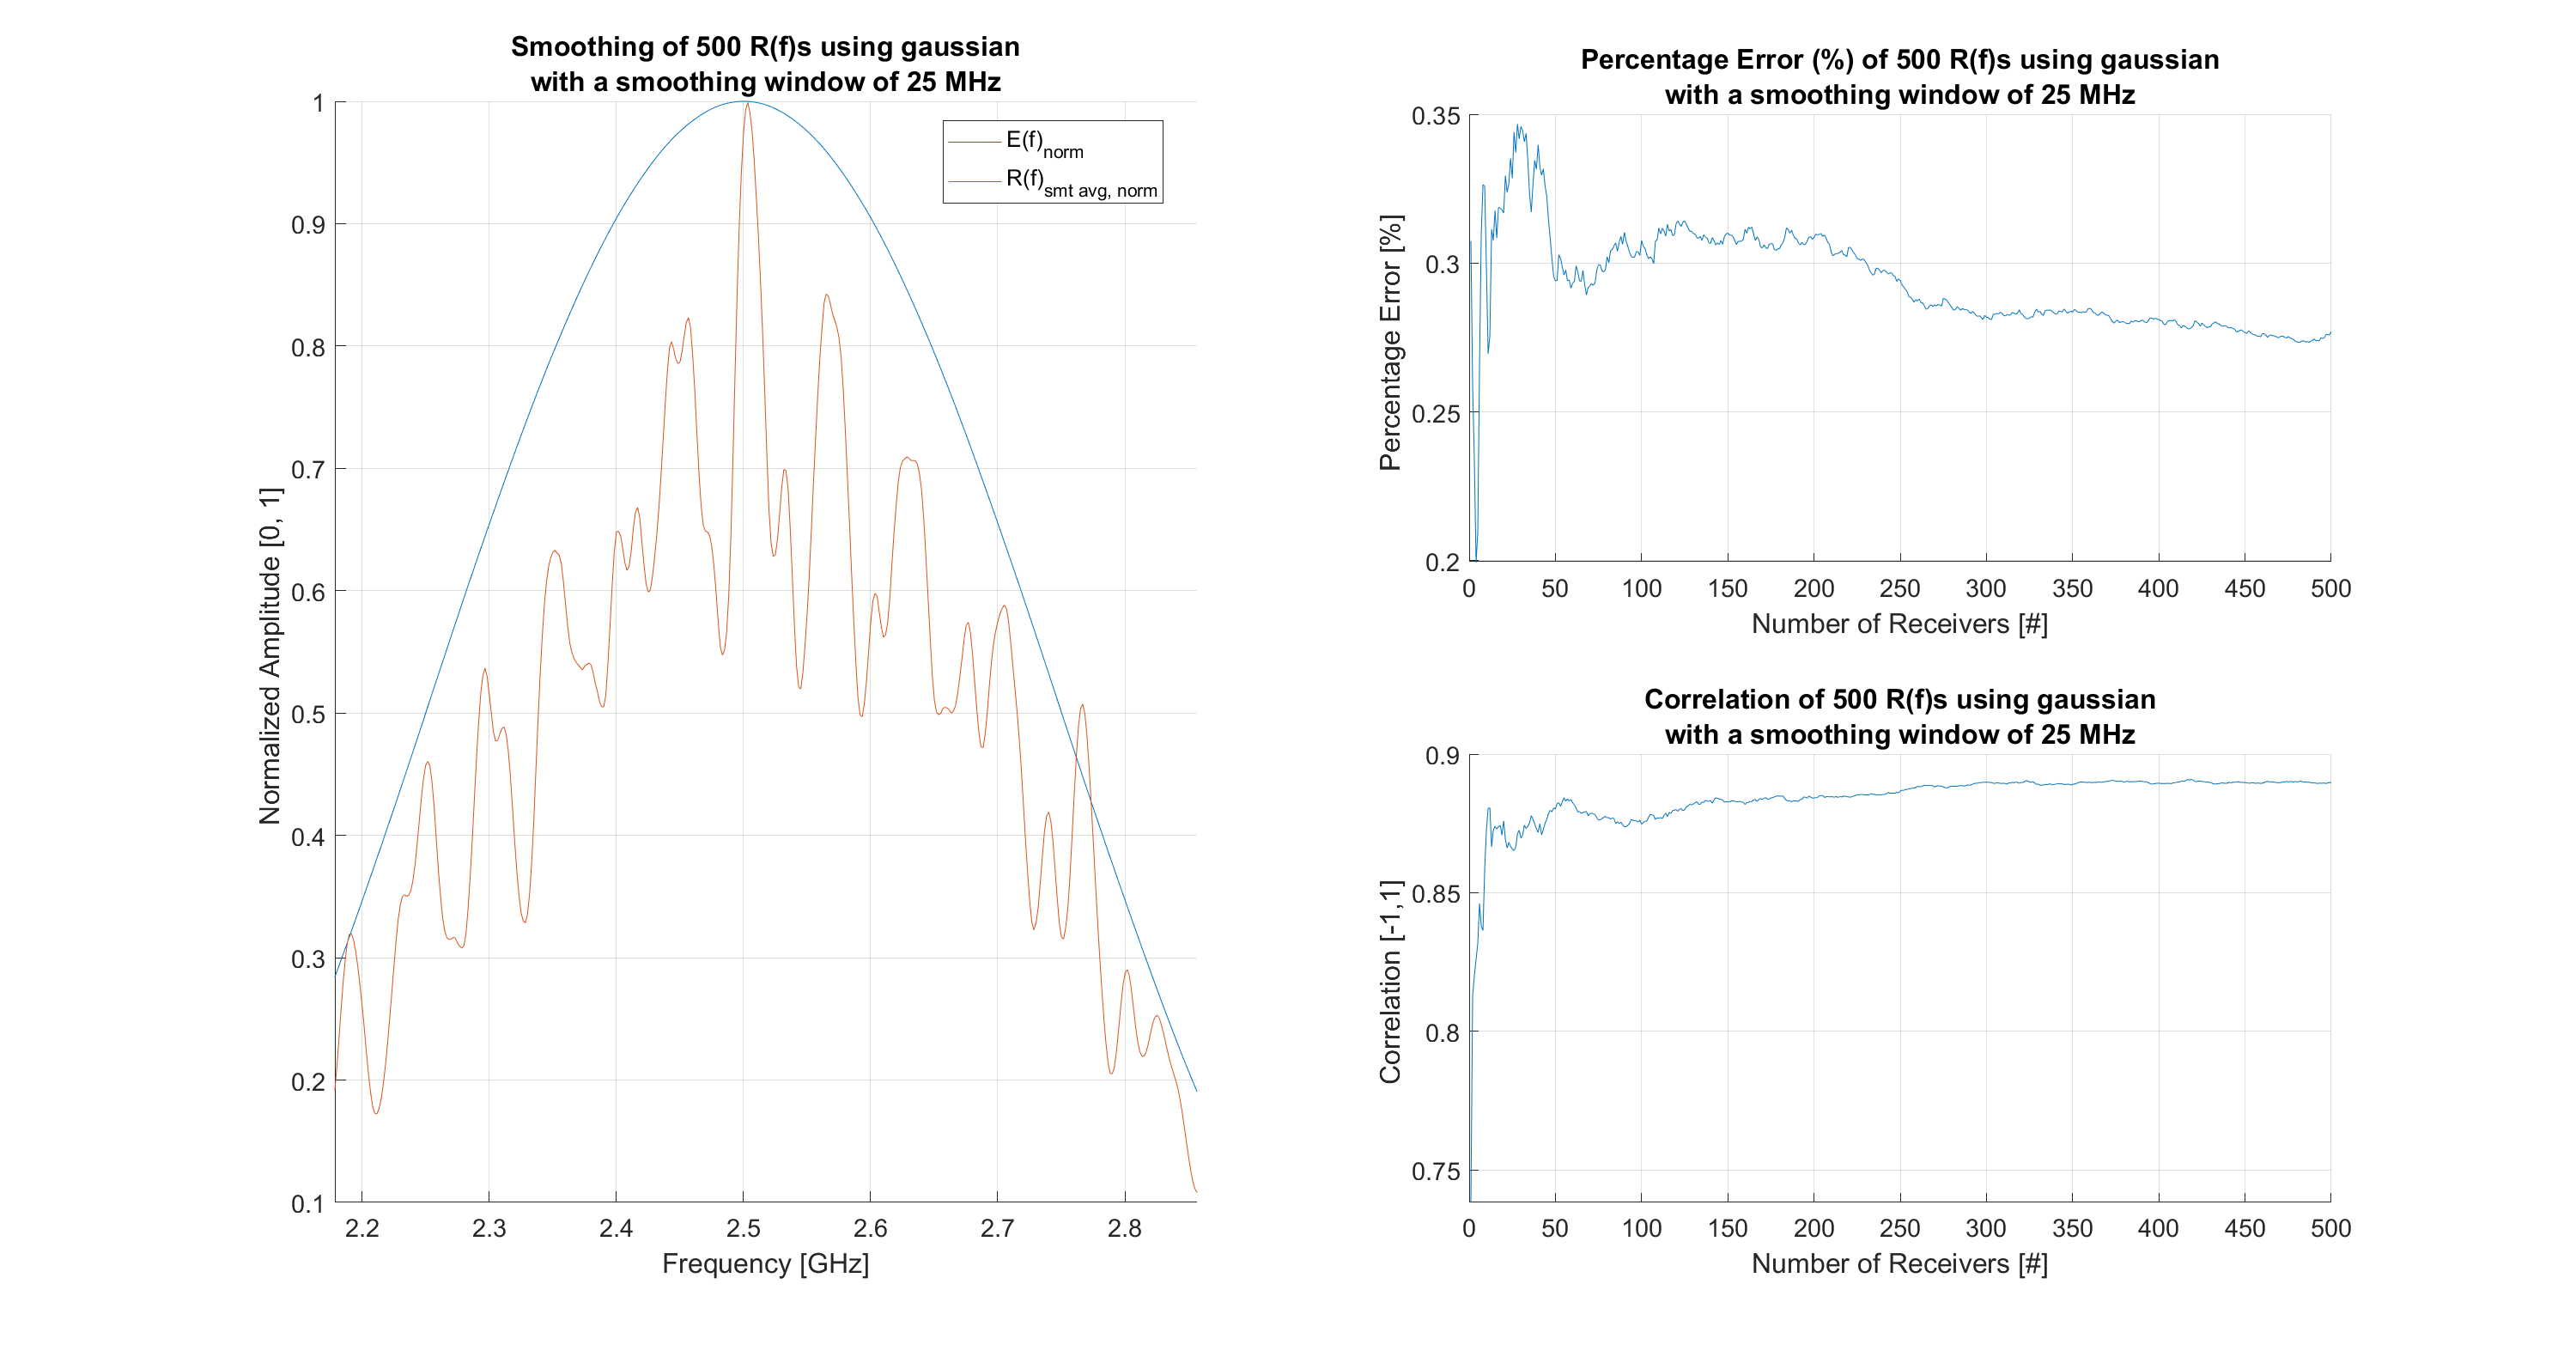 Smoothing of 500 R(f)s using gaussian
with a smoothing window of 25 MHz
1
0.9
0.8
0.7
0.6
0.5
0.4
0.3
0.2
0.1
Normalized Amplitude [0, 1]
E(f)norm
R(f)smt avg, norm
2.2 2.3 2.4 2.5 2.6 2.7 2.8
Frequency [GHz]
Percentage Error (%) of 500 R(f)s using gaussian
with a smoothing window of 25 MHz
0.35
0.3
0.25
0.2
Percentage Error [%]
0 50 100 150 200 250 300 350 400 450 500
Number of Receivers [#]
Correlation of 500 R(f)s using gaussian
with a smoothing window of 25 MHz
0.9
0.85
0.8
0.75
Correlation [-1,1]
0 50 100 150 200 250 300 350 400 450 500
Number of Receivers [#]